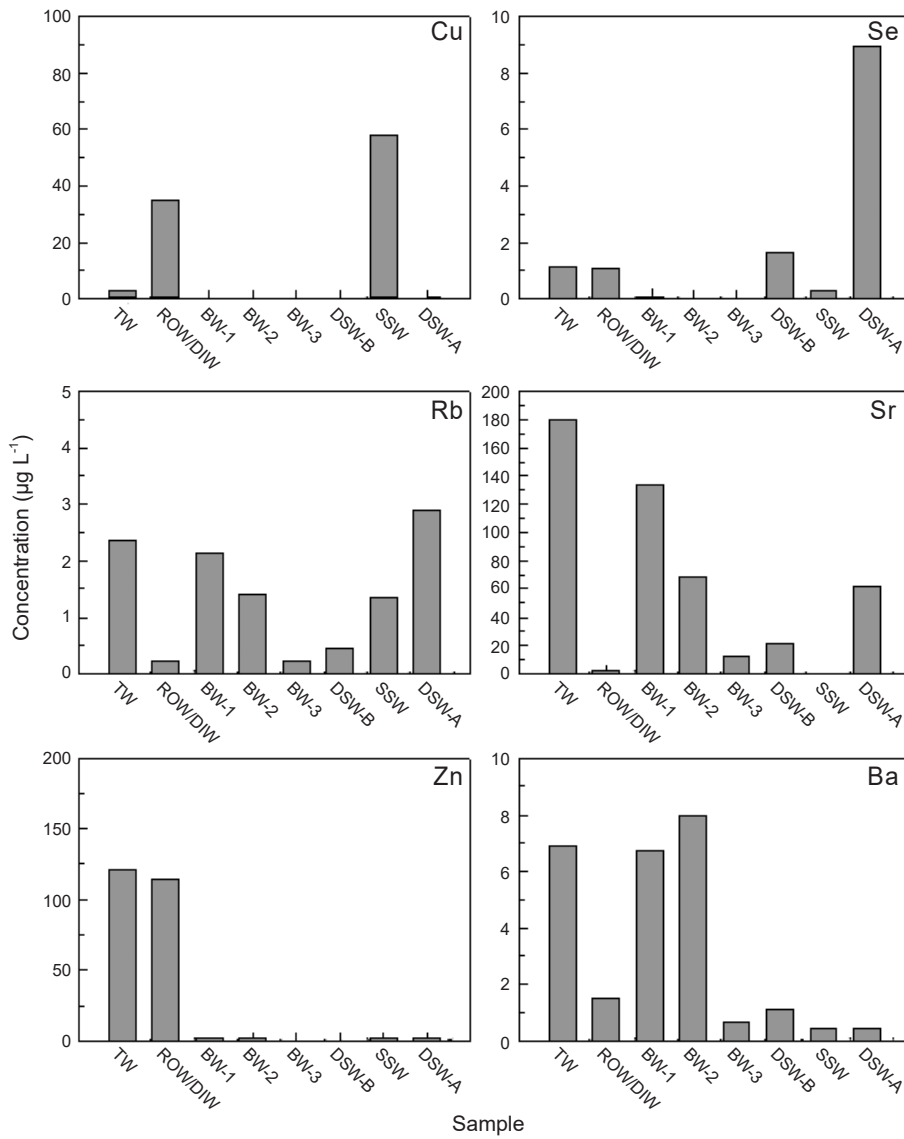 Concentration (µg L-1)
Cu
100
80
60
40
20
0
TW
ROW/DIW
BW-1
BW-2
BW-3
DSW-B
SSW
DSW-A
Se
10
8
6
4
2
0
TW
ROW/DIW
BW-1
BW-2
BW-3
DSW-B
SSW
DSW-A
Rb
5
4
3
2
1
0
TW
ROW/DIW
BW-1
BW-2
BW-3
DSW-B
SSW
DSW-A
Sr
200
180
160
140
120
100
80
60
40
20
0
TW
ROW/DIW
BW-1
BW-2
BW-3
DSW-B
SSW
DSW-A
Zn
200
150
100
50
0
TW
ROW/DIW
BW-1
BW-2
BW-3
DSW-B
SSW
DSW-A
Ba
10
8
6
4
2
0
TW
ROW/DIW
BW-1
BW-2
BW-3
DSW-B
SSW
DSW-A
Sample